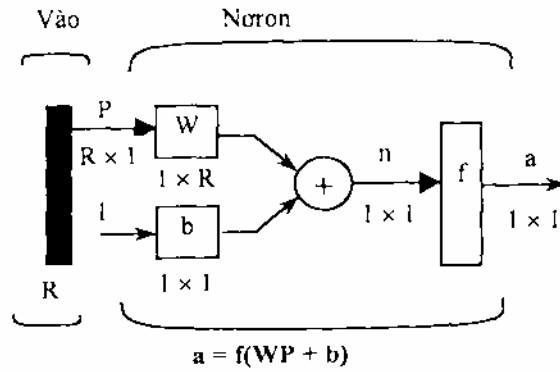 Vào Nơron
P W n f a
R × 1 1 × R + 1 × 1 1 × 1
1 b
1 × 1
R
a = f(WP + b)